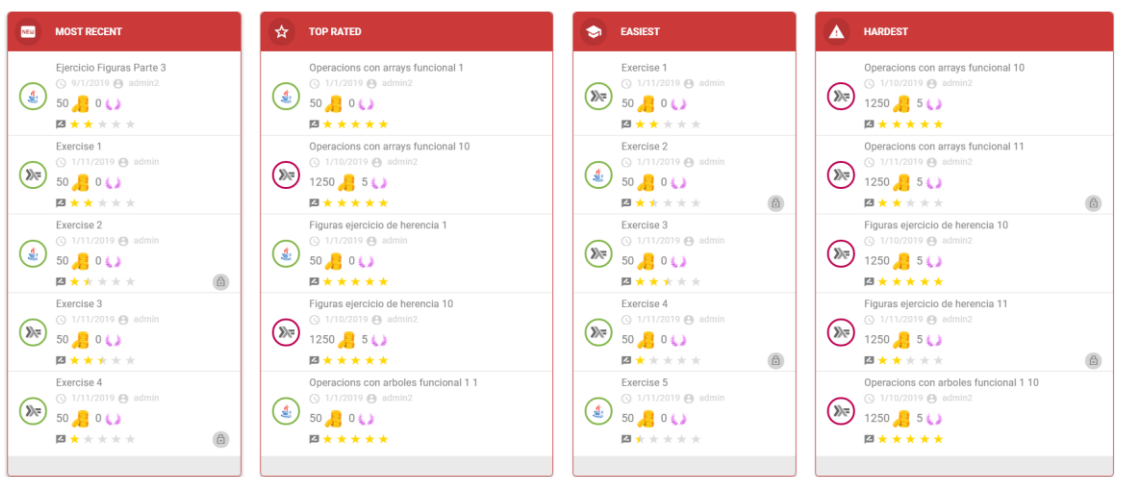 NEW MOST RECENT
Ejercicio Figuras Parte 3
9/1/2019 admin2
50 0
Exercise 1
1/11/2019 admin
50 0
Exercise 2
1/11/2019 admin
50 0
Exercise 3
1/11/2019 admin
50 0
Exercise 4
1/11/2019 admin
50 0
TOP RATED
Operacions con arrays funcional 1
1/1/2019 admin2
50 0
Operacions con arrays funcional 10
1/10/2019 admin2
1250 5
Figuras ejercicio de herencia 1
1/1/2019 admin
50 0
Figuras ejercicio de herencia 10
1/10/2019 admin2
1250 5
Operacions con arboles funcional 1 1
1/1/2019 admin2
50 0
EASIEST
Exercise 1
1/11/2019 admin
50 0
Exercise 2
1/11/2019 admin
50 0
Exercise 3
1/11/2019 admin
50 0
Exercise 4
1/11/2019 admin
50 0
Exercise 5
1/11/2019 admin
50 0
HARDEST
Operacions con arrays funcional 10
1/10/2019 admin2
1250 5
Operacions con arrays funcional 11
1/11/2019 admin2
1250 5
Figuras ejercicio de herencia 10
1/10/2019 admin2
1250 5
Figuras ejercicio de herencia 11
1/11/2019 admin2
1250 5
Operacions con arboles funcional 1 10
1/10/2019 admin2
1250 5